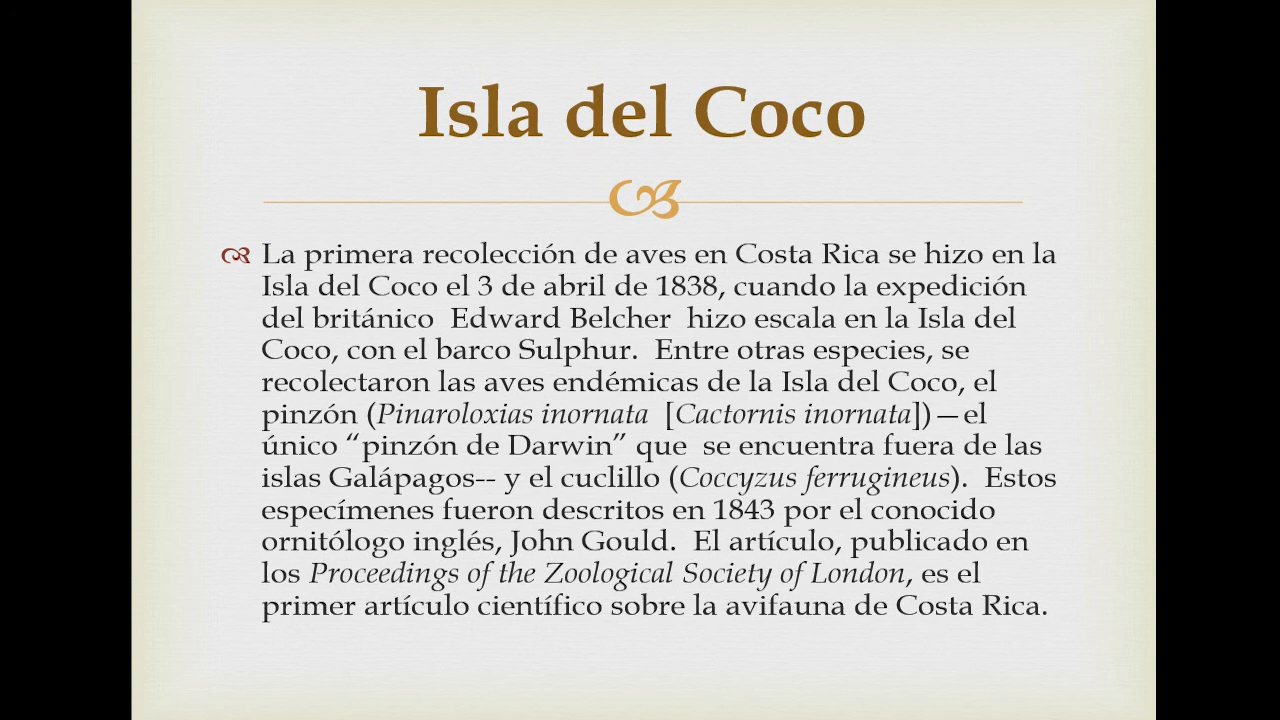 Isla del Coco
La primera recolección de aves en Costa Rica se hizo en la
Isla del Coco el 3 de abril de 1838, cuando la expedición
del británico  Edward Belcher  hizo escala en la Isla del
Coco, con el barco Sulphur.  Entre otras especies, se
recolectaron las aves endémicas de la Isla del Coco, el
pinzón (Pinaroloxias inornata  [Cactornis inornata])—el
único “pinzón de Darwin” que  se encuentra fuera de las
islas Galápagos-- y el cuclillo (Coccyzus ferrugineus).  Estos
especímenes fueron descritos en 1843 por el conocido
ornitólogo inglés, John Gould.  El artículo, publicado en
los Proceedings of the Zoological Society of London, es el
primer artículo científico sobre la avifauna de Costa Rica.